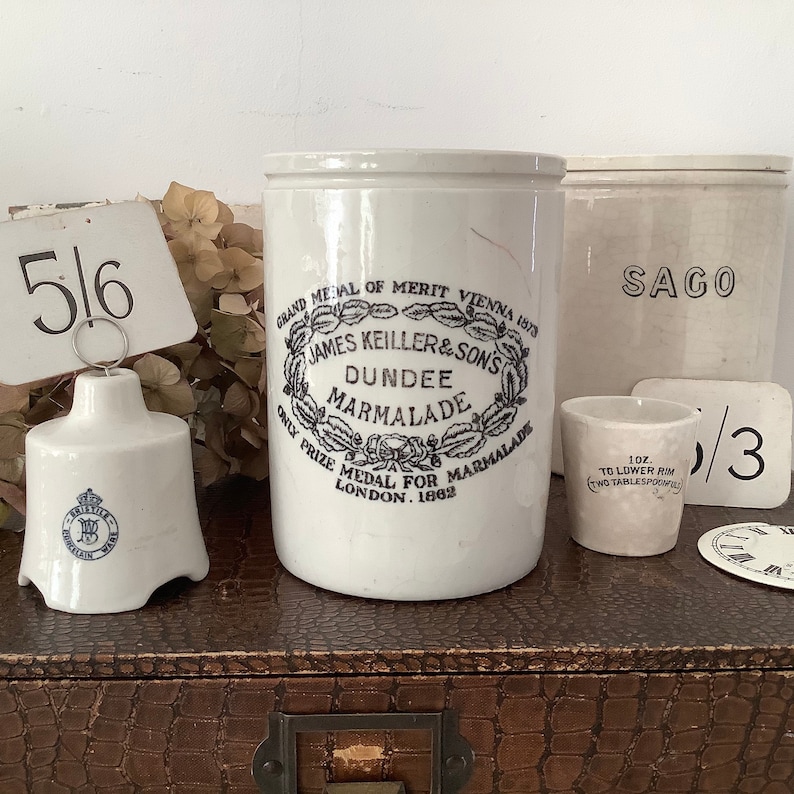 5/6
BRISTILE
PORCELAIN WARE
GRAND MEDAL OF MERIT VIENNA 1873
JAMES KEILLER & SON'S
DUNDEE
MARMALADE
ONLY PRIZE MEDAL FOR MARMALADE
LONDON. 1862
SAGO
1OZ.
TO LOWER RIM
(TWO TABLESPOONFULS)
/3